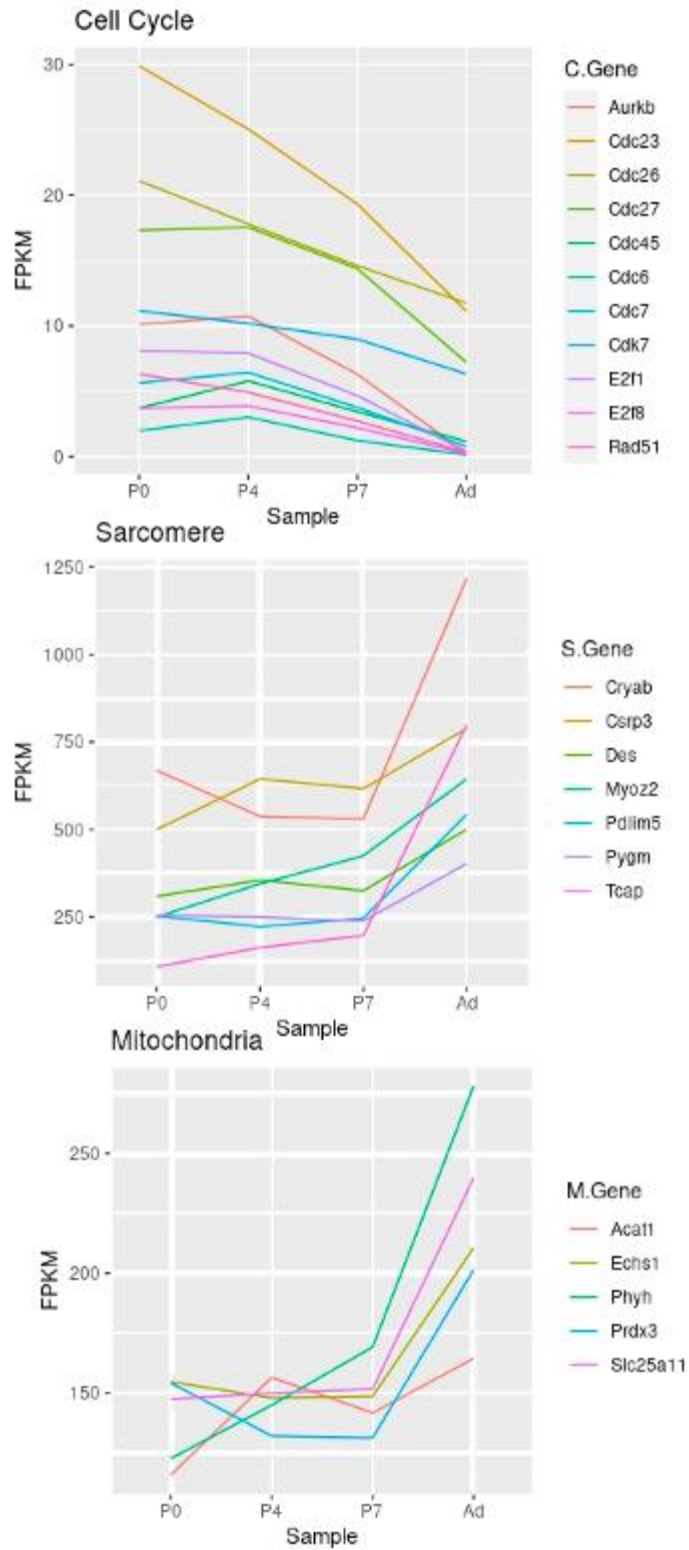 Cell Cycle
30
20
10
0
FPKM
P0 P4 P7 Ad
Sample
C.Gene
Aurkb
Cdc23
Cdc26
Cdc27
Cdc45
Cdc6
Cdc7
Cdk7
E2f1
E2f8
Rad51
Sarcomere
1250
1000
750
500
250
FPKM
P0 P4 P7 Ad
Sample
S.Gene
Cryab
Csrp3
Des
Myoz2
Pdlim5
Pygm
Tcap
Mitochondria
250
200
150
FPKM
P0 P4 P7 Ad
Sample
M.Gene
Acat1
Echs1
Phyh
Prdx3
Slc25a11